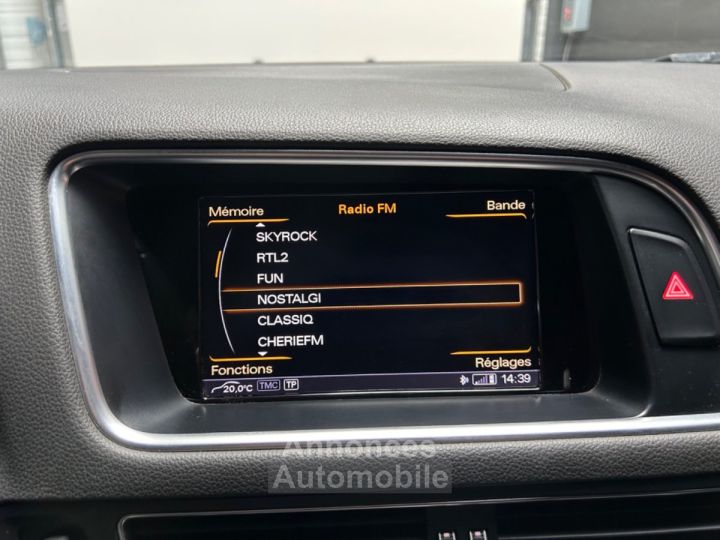 Mémoire Radio FM Bande
SKYROCK
RTL2
FUN
NOSTALGI
CLASSIQ
CHERIEFM
Fonctions Réglages
20,0°C TMC TP 14:39
Annonces
Automobile